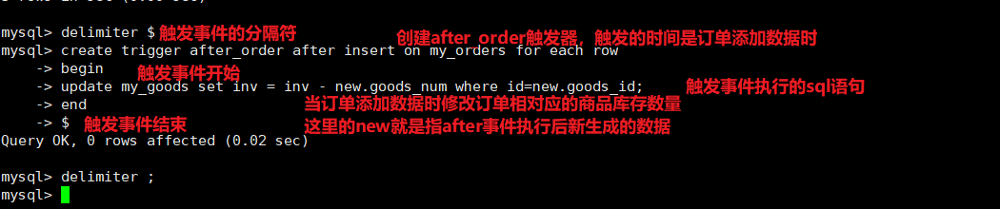 mysql> delimiter $ 触发事件的分隔符
创建after_order触发器，触发的时间是订单添加数据时
mysql> create trigger after_order after insert on my_orders for each row
-> begin 触发事件开始
-> update my_goods set inv = inv - new.goods_num where id=new.goods_id; 触发事件执行的sql语句
-> end 当订单添加数据时修改订单相对应的商品库存数量
-> $ 触发事件结束 这里的new就是指after事件执行后新生成的数据
Query OK, 0 rows affected (0.02 sec)
mysql> delimiter ;
mysql>